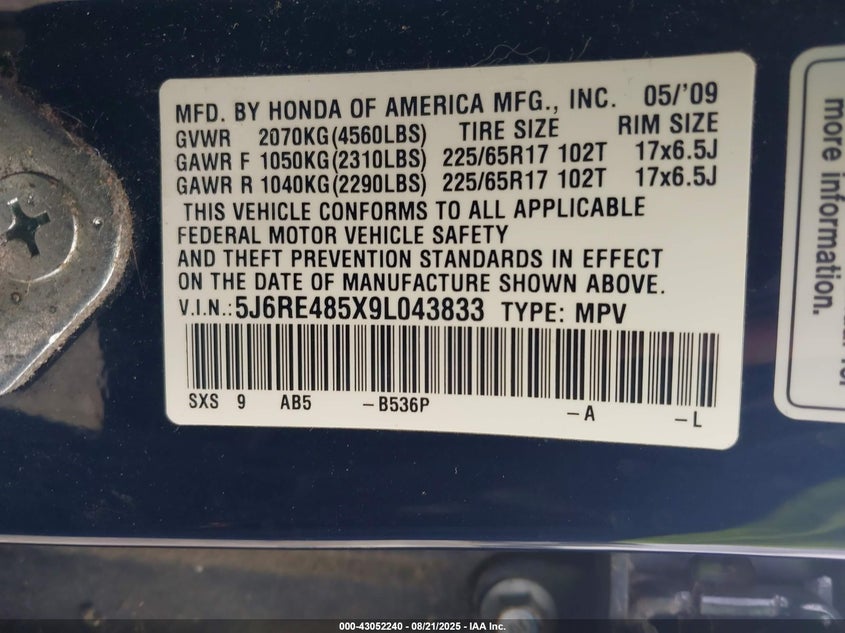 MFD. BY HONDA OF AMERICA MFG., INC. 05/'09
GVWR 2070KG(4560LBS) TIRE SIZE RIM SIZE
GAWR F 1050KG(2310LBS) 225/65R17 102T 17x6.5J
GAWR R 1040KG(2290LBS) 225/65R17 102T 17x6.5J
THIS VEHICLE CONFORMS TO ALL APPLICABLE
FEDERAL MOTOR VEHICLE SAFETY
AND THEFT PREVENTION STANDARDS IN EFFECT
ON THE DATE OF MANUFACTURE SHOWN ABOVE.
V.I.N.:5J6RE485X9L043833 TYPE: MPV
SXS 9 AB5 -B536P -A -L
more information.
000-43052240 - 08/21/2025 - IAA Inc.